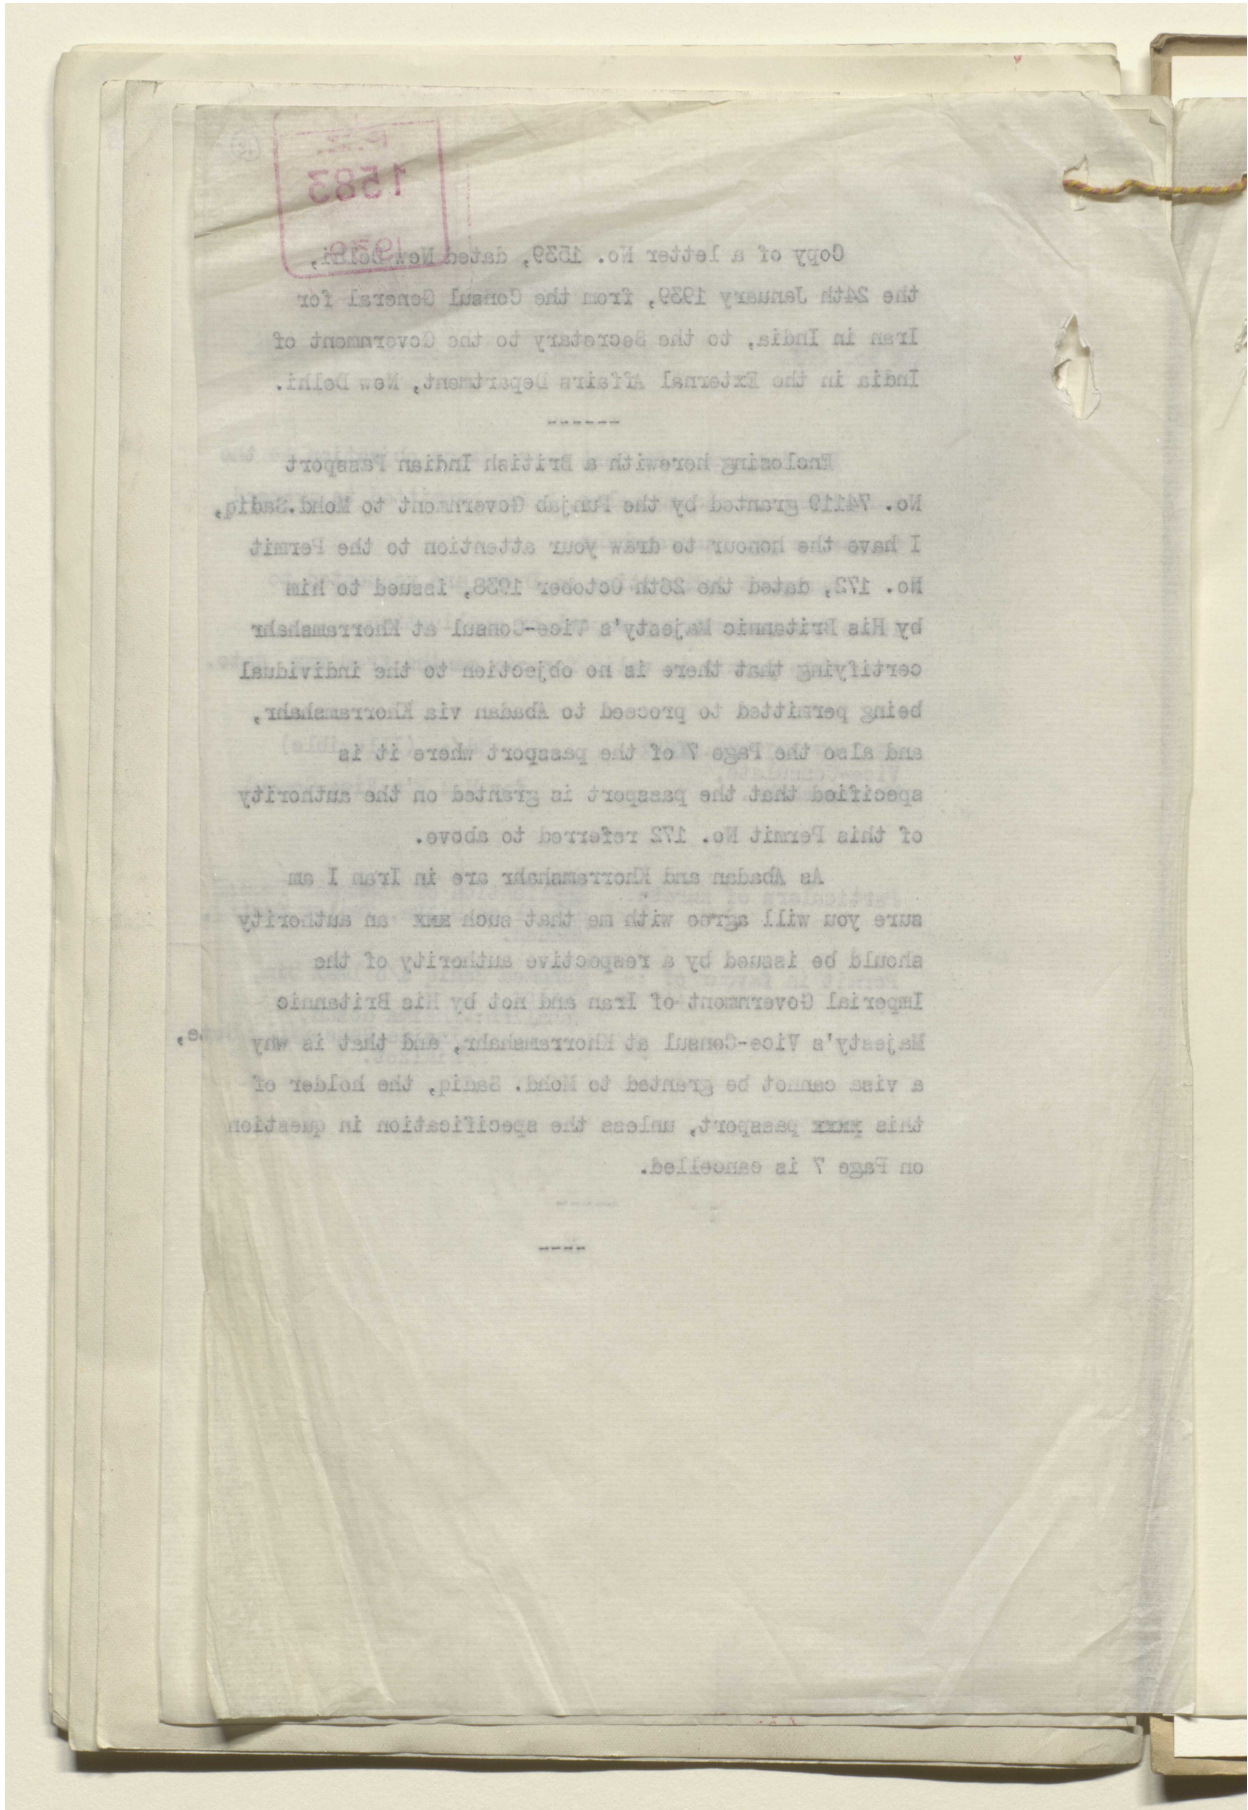 P.Z.
1583
1939
Copy of a letter No. 1539, dated New Delhi,
the 24th January 1939, from the Consul General for
Iran in India, to the Secretary to the Government of
India in the External Affairs Department, New Delhi.
------
Enclosing herewith a British Indian Passport
No. 74119 granted by the Punjab Government to Mohd.Sadiq,
I have the honour to draw your attention to the Permit
No. 172, dated the 26th October 1938, issued to him
by His Britannic Majesty's Vice-Consul at Khorramshahr
certifying that there is no objection to the individual
being permitted to proceed to Abadan via Khorramshahr,
and also the Page 7 of the passport where it is
specified that the passport is granted on the authority
of this Permit No. 172 referred to above.
As Abadan and Khorramshahr are in Iran I am
sure you will agree with me that such an authority
should be issued by a respective authority of the
Imperial Government of Iran and not by His Britannic
Majesty's Vice-Consul at Khorramshahr, and that is why
a visa cannot be granted to Mohd. Sadiq, the holder of
this passport, unless the specification in question
on Page 7 is cancelled.
----